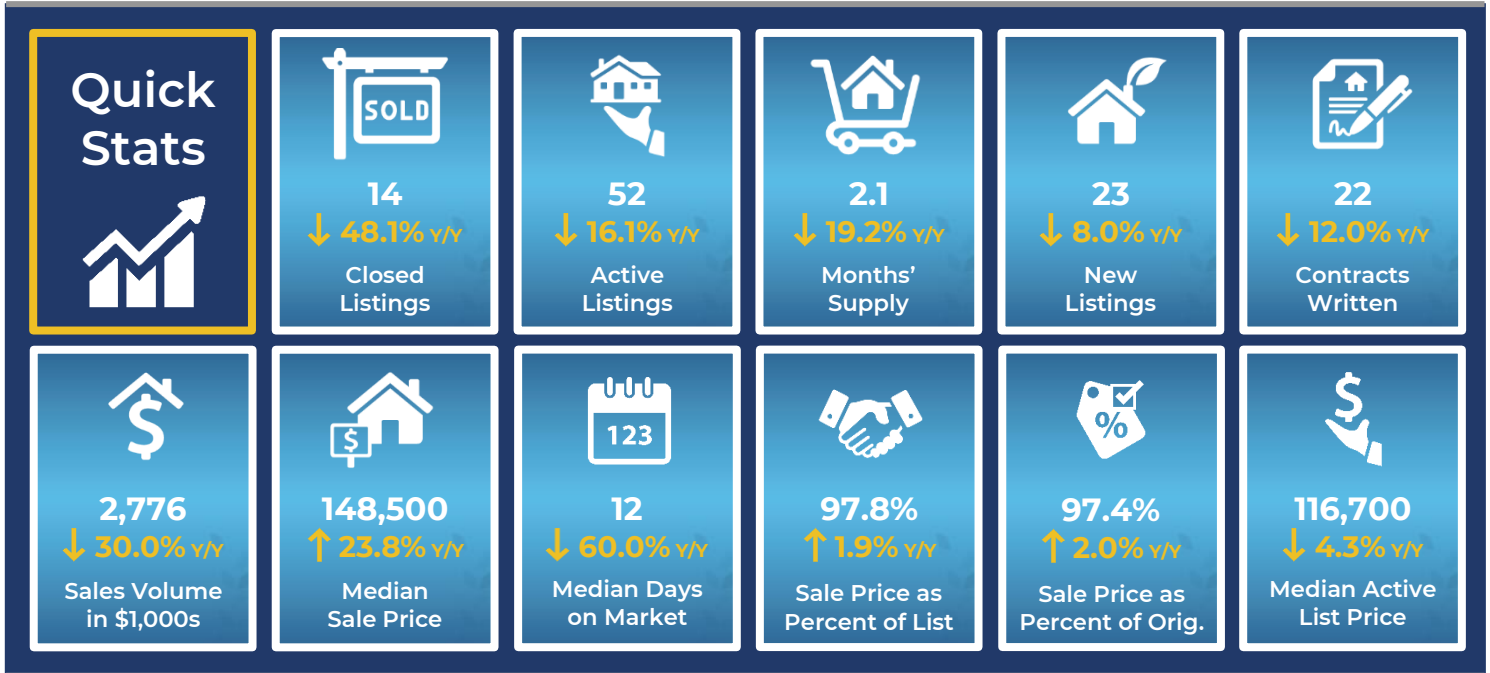 Quick
Stats
SOLD
14
↓ 48.1% Y/Y
Closed
Listings
52
↓ 16.1% Y/Y
Active
Listings
2.1
↓ 19.2% Y/Y
Months’
Supply
23
↓ 8.0% Y/Y
New
Listings
22
↓ 12.0% Y/Y
Contracts
Written
$
2,776
↓ 30.0% Y/Y
Sales Volume
in $1,000s
$
148,500
↑ 23.8% Y/Y
Median
Sale Price
123
12
↓ 60.0% Y/Y
Median Days
on Market
97.8%
↑ 1.9% Y/Y
Sale Price as
Percent of List
%
97.4%
↑ 2.0% Y/Y
Sale Price as
Percent of Orig.
$
116,700
↓ 4.3% Y/Y
Median Active
List Price